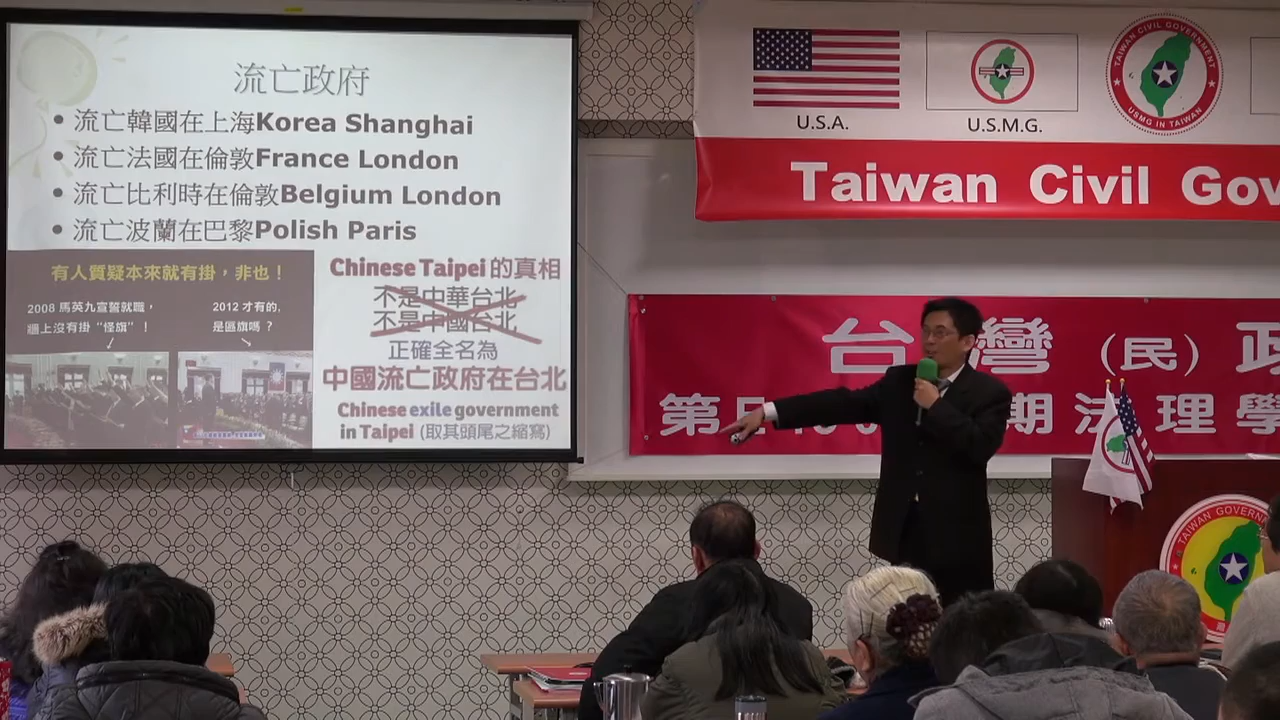 流亡政府
• 流亡韓國在上海Korea Shanghai
• 流亡法國在倫敦France London
• 流亡比利時在倫敦Belgium London
• 流亡波蘭在巴黎Polish Paris
有人質疑本來就有掛，非也！
2008 馬英九宣誓就職，
牆上沒有掛“怪旗”！
2012 才有的,
是區旗嗎？
Chinese Taipei 的真相
不是中華台北
不是中國台北
正確全名為
中國流亡政府在台北
Chinese exile government
in Taipei (取其頭尾之縮寫)
U.S.A.
U.S.M.G.
TAIWAN CIVIL GOVERNMENT
USMG IN TAIWAN
Taiwan Civil Gov
台灣（民）政
第
期法理學
TAIWAN GOVERN